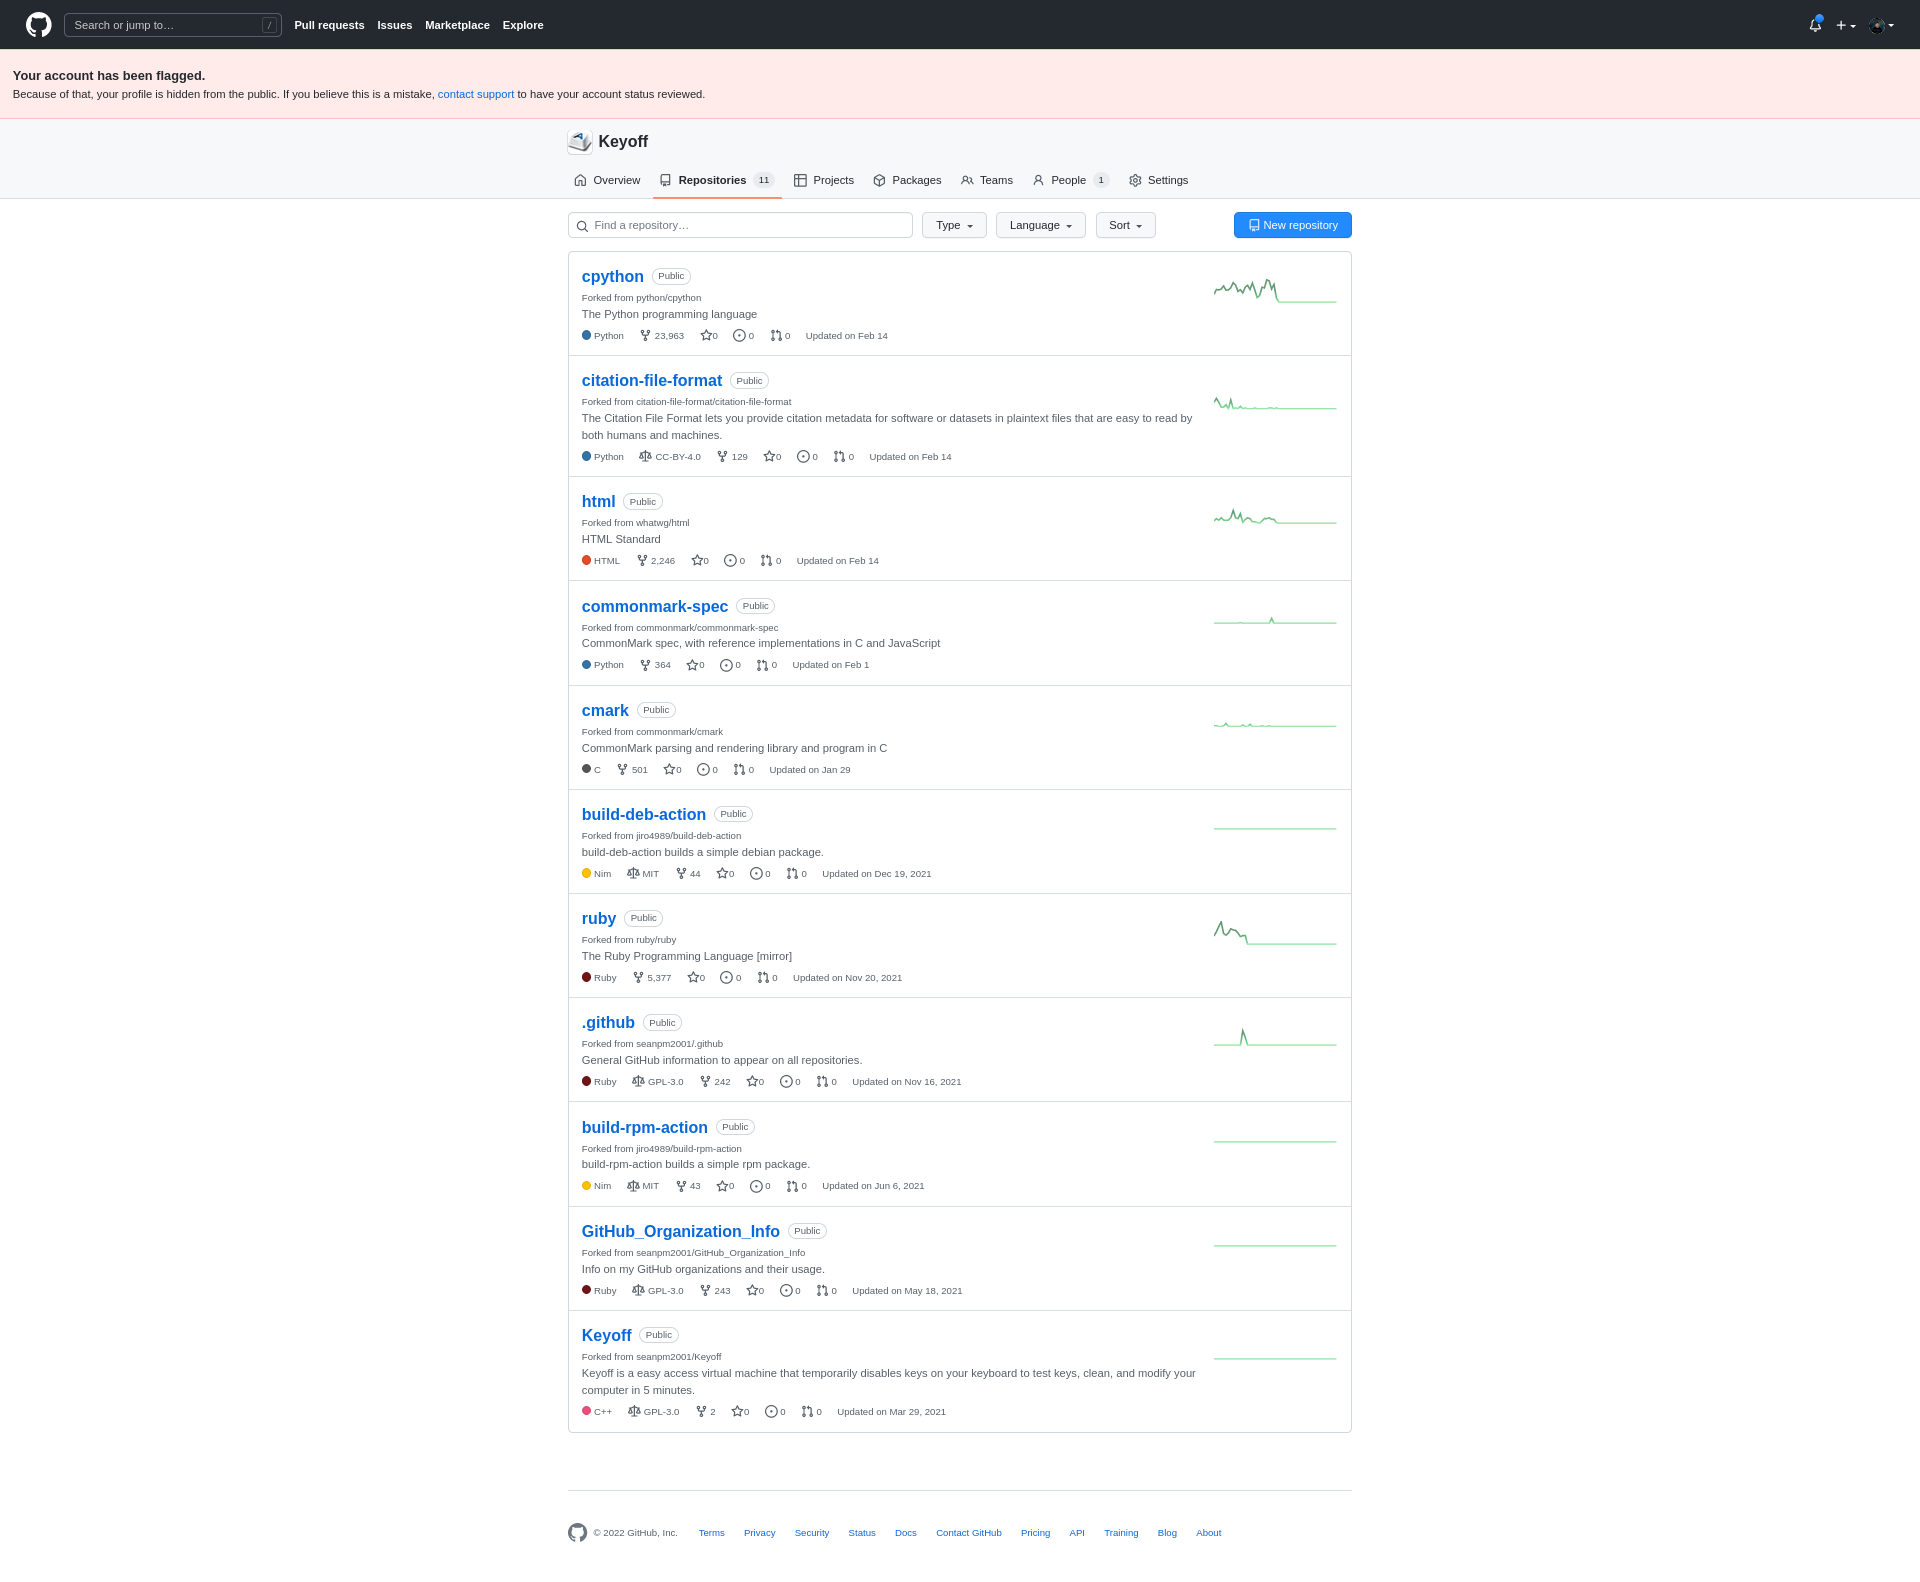 Search or jump to… /
Pull requests Issues Marketplace Explore
Your account has been flagged.
Because of that, your profile is hidden from the public. If you believe this is a mistake, contact support to have your account status reviewed.
Keyoff
Overview Repositories 11 Projects Packages Teams People 1 Settings
Find a repository… Type Language Sort New repository
cpython Public
Forked from python/cpython
The Python programming language
Python 23,963 0 0 0 Updated on Feb 14
citation-file-format Public
Forked from citation-file-format/citation-file-format
The Citation File Format lets you provide citation metadata for software or datasets in plaintext files that are easy to read by
both humans and machines.
Python CC-BY-4.0 129 0 0 0 Updated on Feb 14
html Public
Forked from whatwg/html
HTML Standard
HTML 2,246 0 0 0 Updated on Feb 14
commonmark-spec Public
Forked from commonmark/commonmark-spec
CommonMark spec, with reference implementations in C and JavaScript
Python 364 0 0 0 Updated on Feb 1
cmark Public
Forked from commonmark/cmark
CommonMark parsing and rendering library and program in C
C 501 0 0 0 Updated on Jan 29
build-deb-action Public
Forked from jiro4989/build-deb-action
build-deb-action builds a simple debian package.
Nim MIT 44 0 0 0 Updated on Dec 19, 2021
ruby Public
Forked from ruby/ruby
The Ruby Programming Language [mirror]
Ruby 5,377 0 0 0 Updated on Nov 20, 2021
.github Public
Forked from seanpm2001/.github
General GitHub information to appear on all repositories.
Ruby GPL-3.0 242 0 0 0 Updated on Nov 16, 2021
build-rpm-action Public
Forked from jiro4989/build-rpm-action
build-rpm-action builds a simple rpm package.
Nim MIT 43 0 0 0 Updated on Jun 6, 2021
GitHub_Organization_Info Public
Forked from seanpm2001/GitHub_Organization_Info
Info on my GitHub organizations and their usage.
Ruby GPL-3.0 243 0 0 0 Updated on May 18, 2021
Keyoff Public
Forked from seanpm2001/Keyoff
Keyoff is a easy access virtual machine that temporarily disables keys on your keyboard to test keys, clean, and modify your
computer in 5 minutes.
C++ GPL-3.0 2 0 0 0 Updated on Mar 29, 2021
© 2022 GitHub, Inc. Terms Privacy Security Status Docs Contact GitHub Pricing API Training Blog About